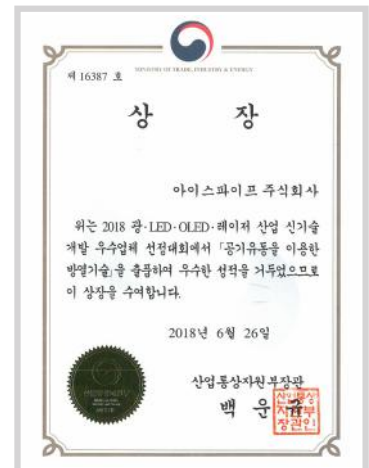 제 16387 호
MINISTRY OF TRADE, INDUSTRY & ENERGY
상 장
아이스파이프 주식회사
위는 2018 광·LED·OLED·레이저 산업 신기술
개발 우수업체 선정대회에서 「공기유동을 이용한
방열기술」을 출품하여 우수한 성적을 거두었으므로
이 상장을 수여합니다.
2018년 6월 26일
산업통상자원부장관
백 운 규